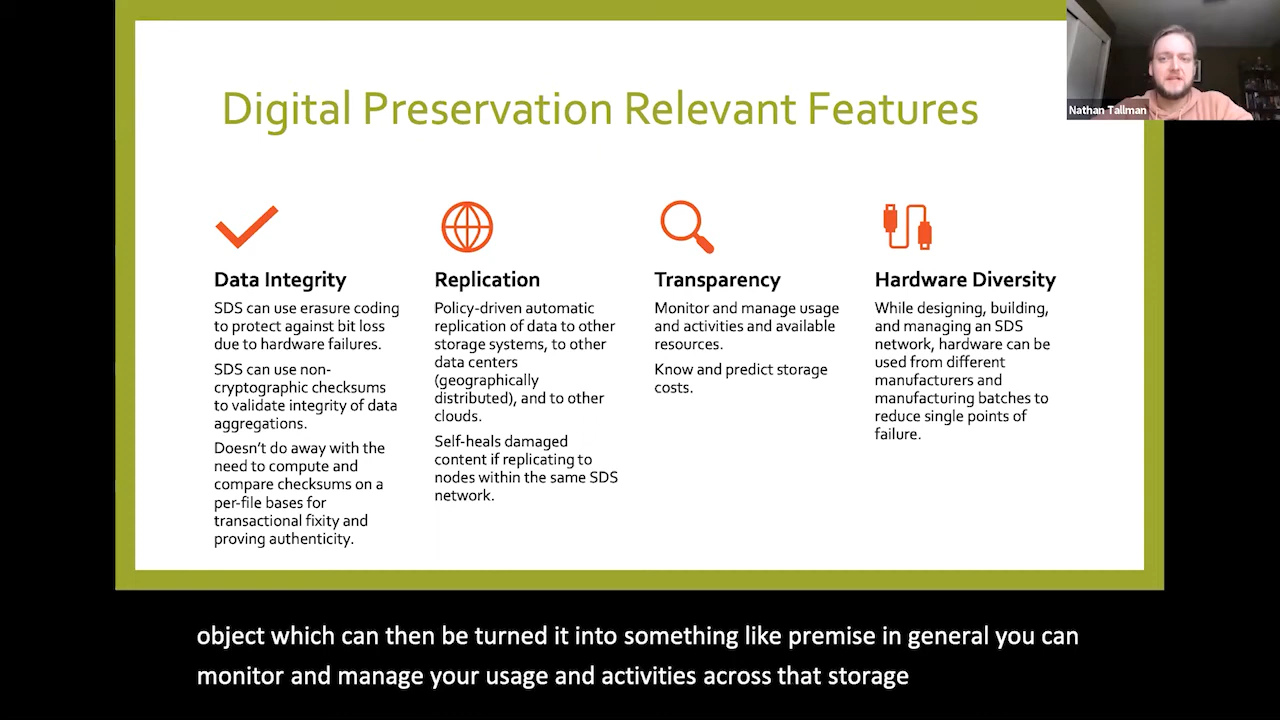 Digital Preservation Relevant Features
Nathan Tallman
Data Integrity
SDS can use erasure coding
to protect against bit loss
due to hardware failures.
SDS can use non-
cryptographic checksums
to validate integrity of data
aggregations.
Doesn't do away with the
need to compute and
compare checksums on a
per-file bases for
transactional fixity and
proving authenticity.
Replication
Policy-driven automatic
replication of data to other
storage systems, to other
data centers
(geographically
distributed), and to other
clouds.
Self-heals damaged
content if replicating to
nodes within the same SDS
network.
Transparency
Monitor and manage usage
and activities and available
resources.
Know and predict storage
costs.
Hardware Diversity
While designing, building,
and managing an SDS
network, hardware can be
used from different
manufacturers and
manufacturing batches to
reduce single points of
failure.
object which can then be turned it into something like premise in general you can
monitor and manage your usage and activities across that storage